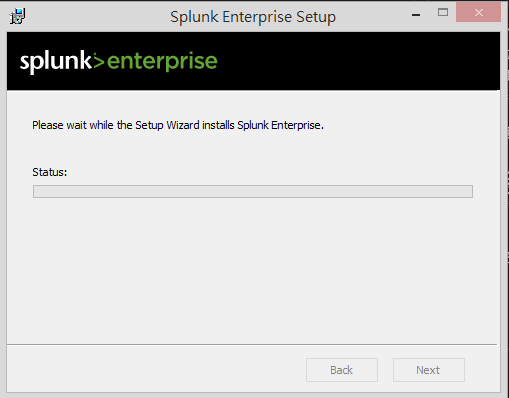 Splunk Enterprise Setup
splunk>enterprise
Please wait while the Setup Wizard installs Splunk Enterprise.
Status:
Back
Next